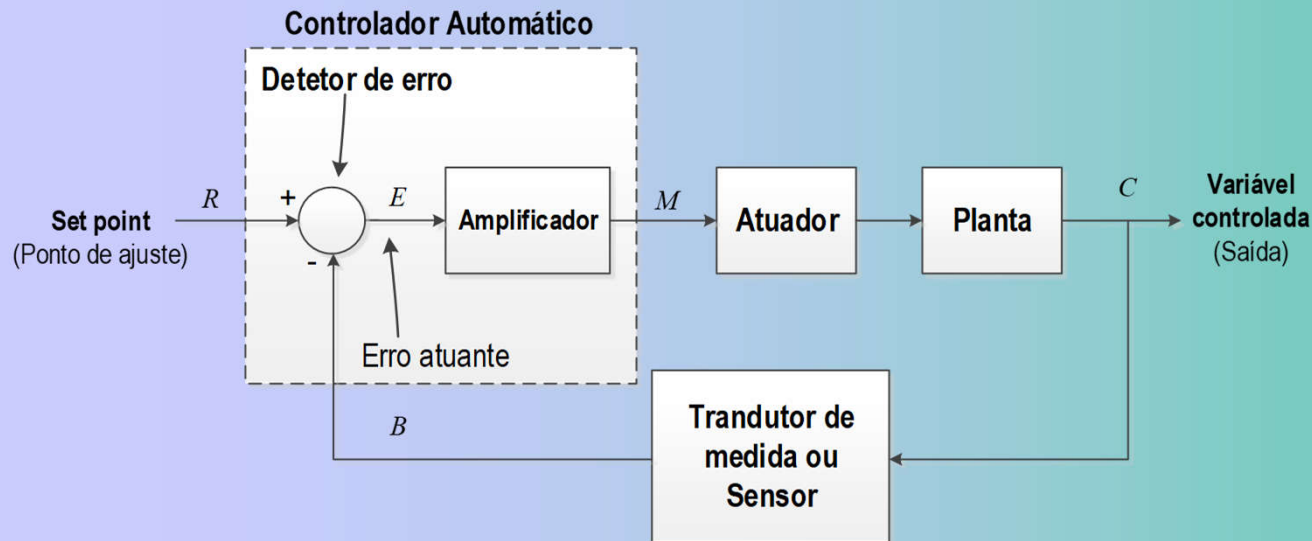 Controlador Automático
Detetor de erro
R
+
-
E
Set point
(Ponto de ajuste)
Amplificador
M
Atuador
Planta
C
Variável
controlada
(Saída)
Erro atuante
B
Trandutor de
medida ou
Sensor